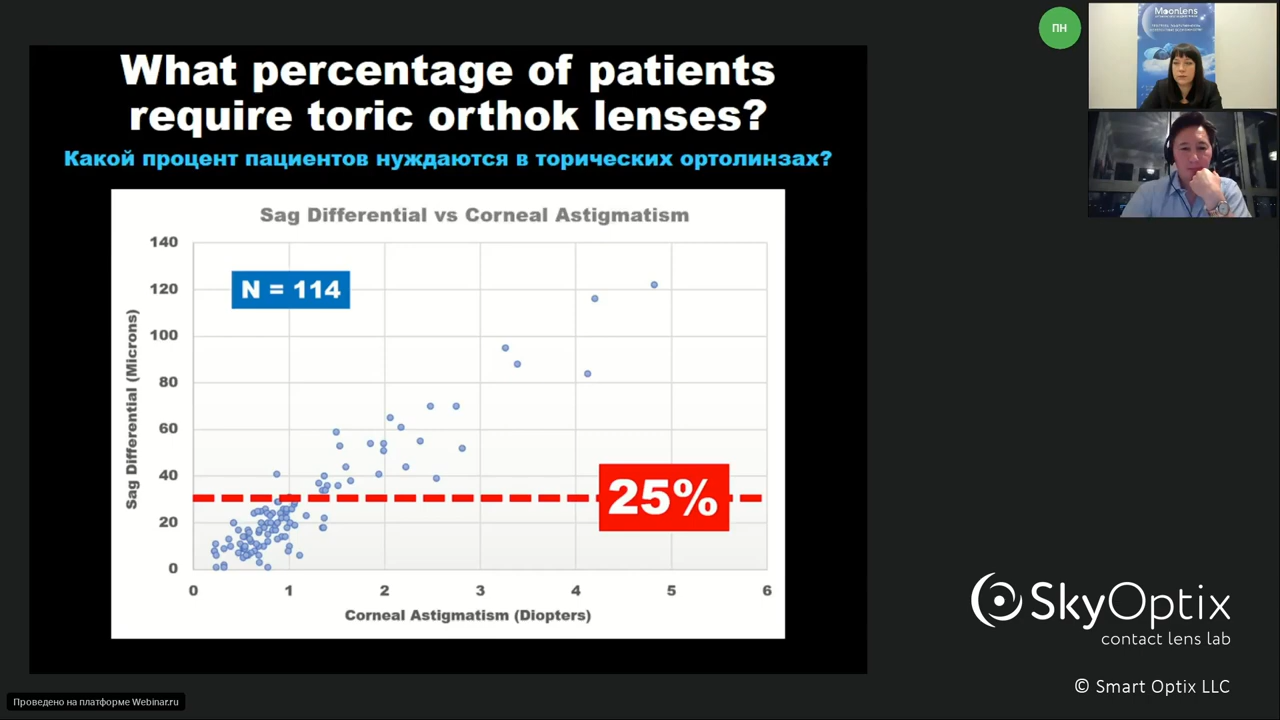 What percentage of patients
require toric orthok lenses?
Какой процент пациентов нуждаются в торических ортолинзах?
Sag Differential vs Corneal Astigmatism
N = 114
25%
Sag Differential (Microns)
140
120
100
80
60
40
20
0
0 1 2 3 4 5 6
Corneal Astigmatism (Diopters)
ПН
MoonLens
SkyOptix
contact lens lab
© Smart Optix LLC
Проведено на платформе Webinar.ru